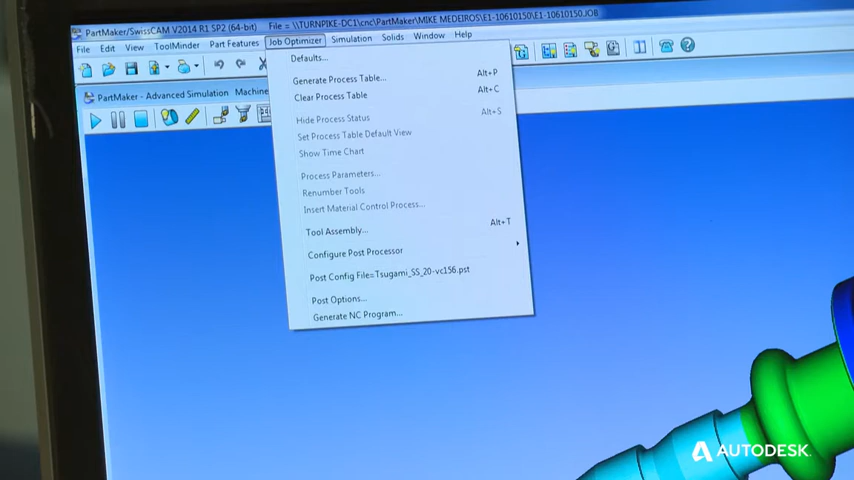 PartMaker/SwissCAM V2014 R1 SP2 (64-bit) File = \\TURNPIKE-DC1\cnc\PartMaker\MIKE MEDEIROS\E1-10610150\E1-10610150.JOB
File Edit View ToolMinder Part Features Job Optimizer Simulation Solids Window Help
Defaults...
Generate Process Table... Alt+P
PartMaker - Advanced Simulation Machine
Clear Process Table Alt+C
Hide Process Status Alt+S
Set Process Table Default View
Show Time Chart
Process Parameters...
Renumber Tools
Insert Material Control Process...
Tool Assembly... Alt+T
Configure Post Processor
Post Config File=Tsugami_SS_20-vc156.pst
Post Options...
Generate NC Program...
AUTODESK.